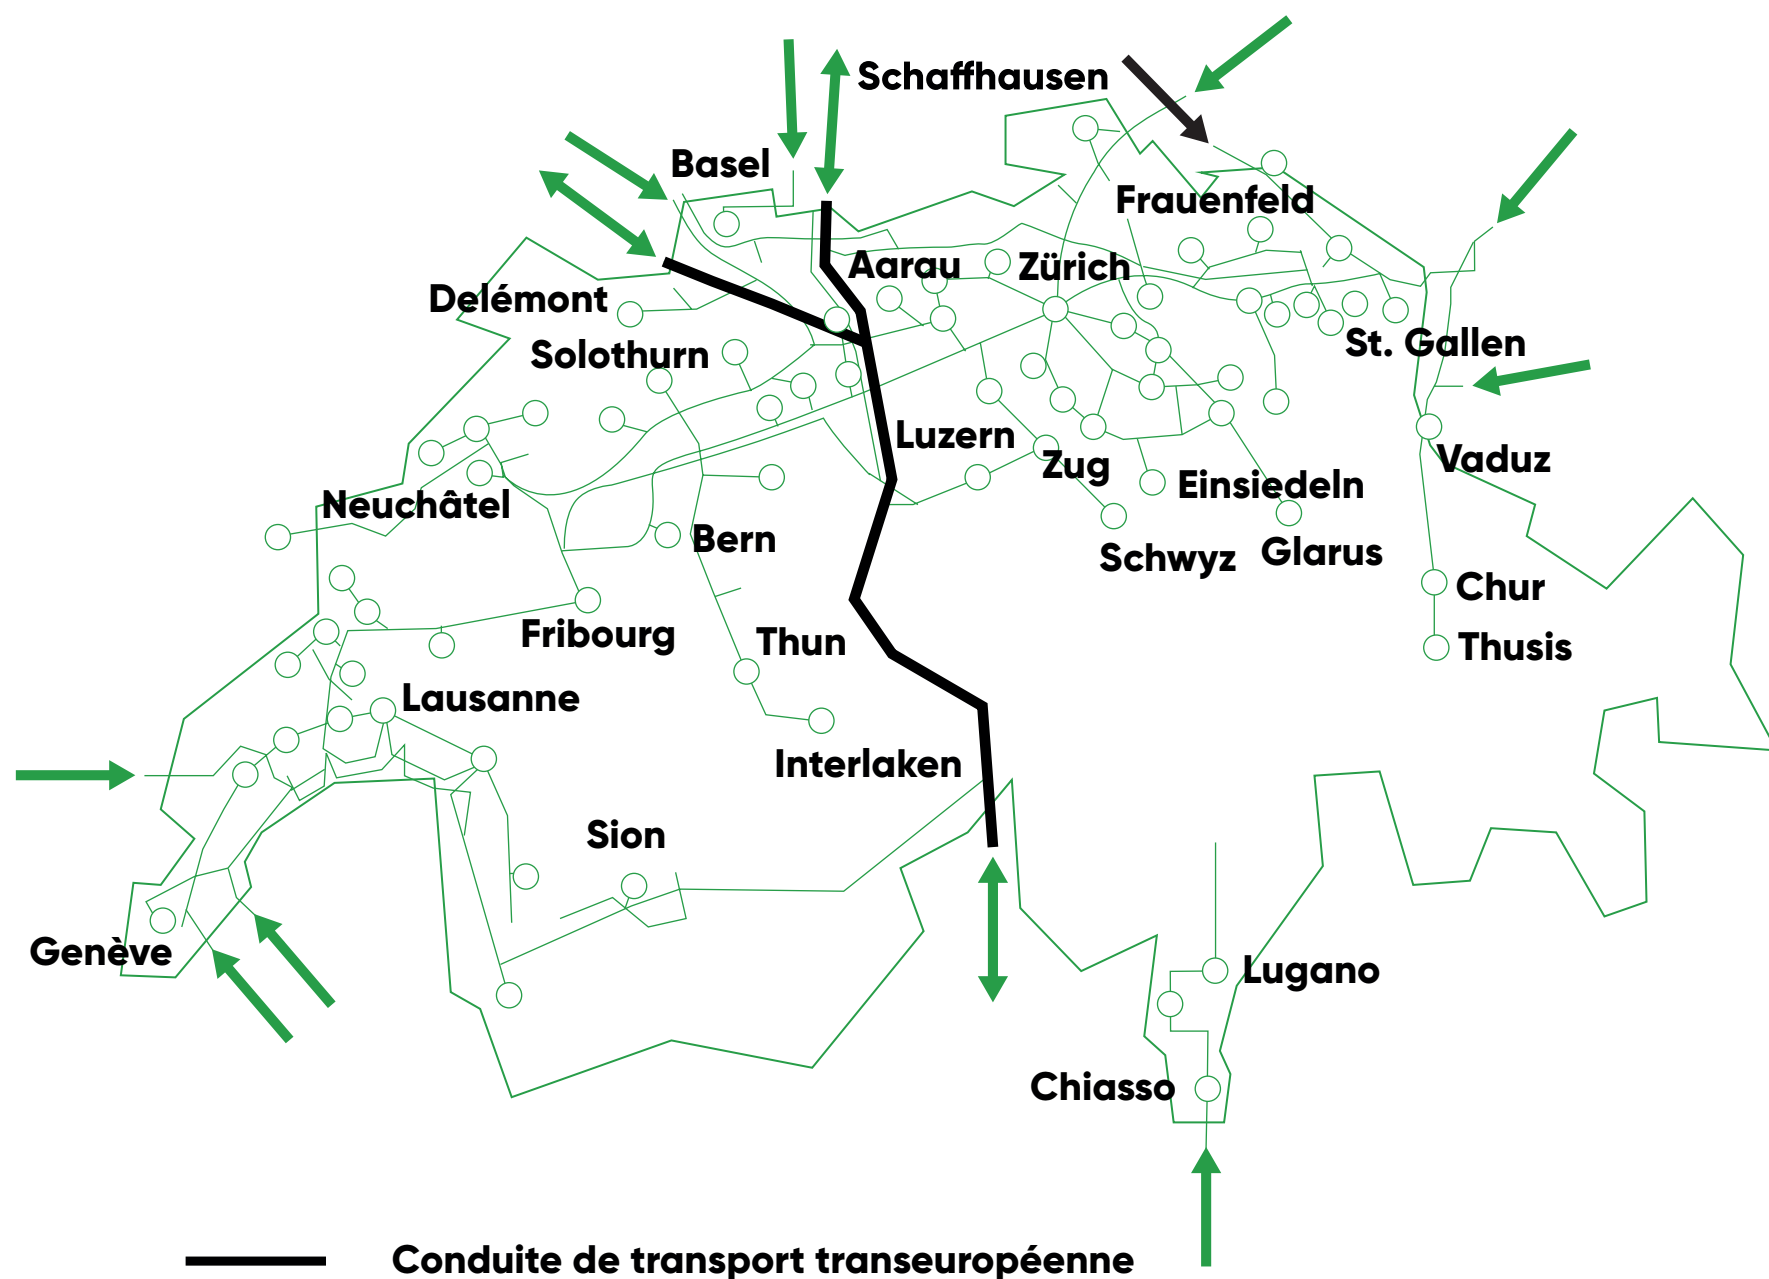 Schaffhausen
Basel
Frauenfeld
Aarau
Zürich
Delémont
Solothurn
St. Gallen
Luzern
Zug
Vaduz
Einsiedeln
Neuchâtel
Bern
Schwyz
Glarus
Chur
Fribourg
Thun
Thusis
Lausanne
Interlaken
Sion
Genève
Lugano
Chiasso
Conduite de transport transeuropéenne